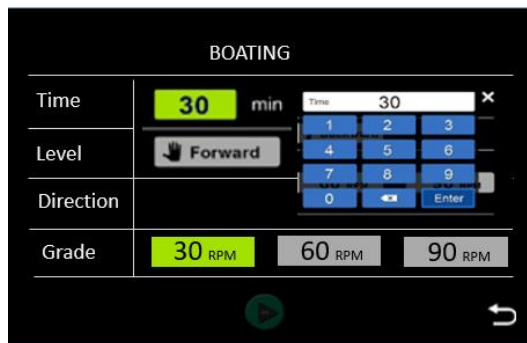 BOATING
Time 30 min
Time 30
1 2 3
Level Forward
4 5 6
7 8 9
Direction
0 Enter
Grade 30 RPM 60 RPM 90 RPM